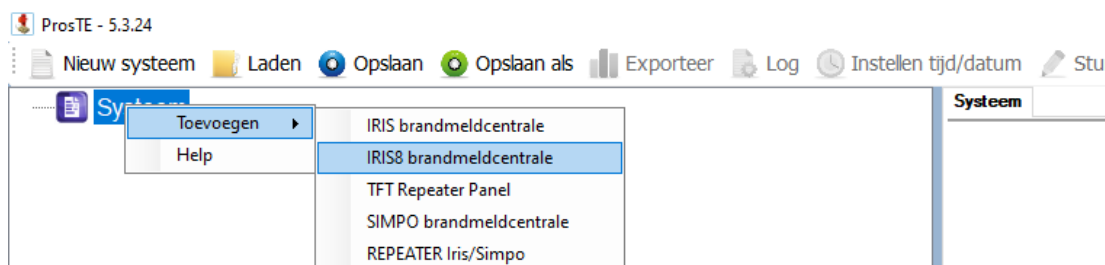 ProsTE - 5.3.24
Nieuw systeem Laden Opslaan Opslaan als Exporteer Log Instellen tijd/datum Stu
Systeem
Systeem
Toevoegen
Help
IRIS brandmeldcentrale
IRIS8 brandmeldcentrale
TFT Repeater Panel
SIMPO brandmeldcentrale
REPEATER Iris/Simpo